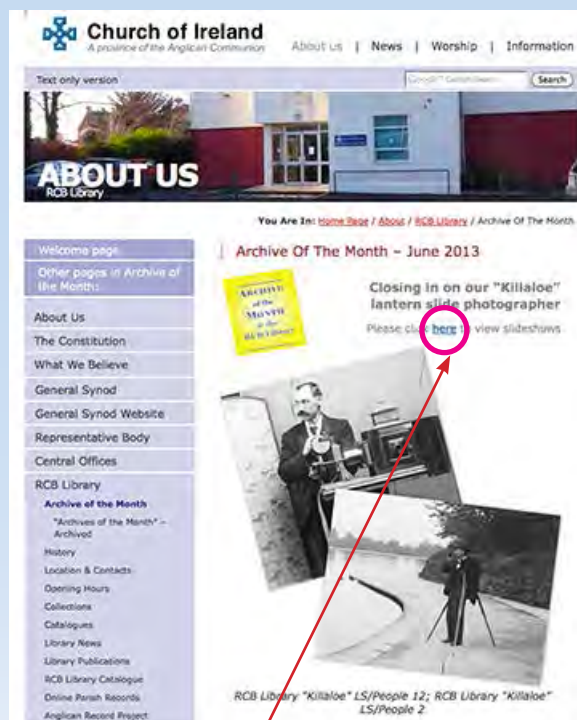 Church of Ireland
A province of the Anglican Communion
About us | News | Worship | Information
Text only version
Search
ABOUT US
RCB Library
You Are In: Home Page / About / RCB Library / Archive Of The Month
Welcome page
Other pages in Archive of
the Month:
About Us
The Constitution
What We Believe
General Synod
General Synod Website
Representative Body
Central Offices
RCB Library
Archive of the Month
"Archives of the Month" –
Archived
History
Location & Contacts
Opening Hours
Collections
Catalogues
Library News
Library Publications
RCB Library Catalogue
Online Parish Records
Anglican Record Project
Archive Of The Month – June 2013
ARCHIVE
of the
MONTH
RCB Library
Closing in on our "Killaloe"
lantern slide photographer
Please click here to view slideshows
RCB Library "Killaloe" LS/People 12; RCB Library "Killaloe"
LS/People 2